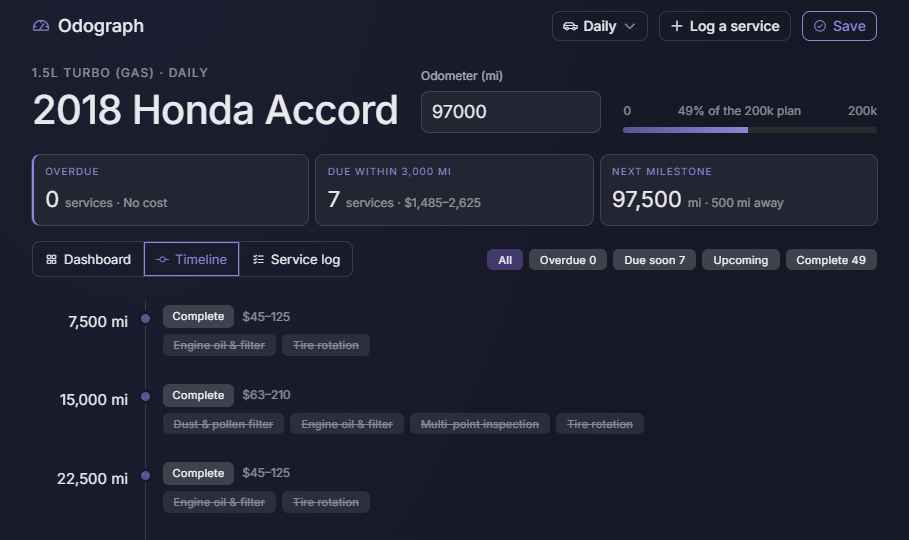 Odograph
Daily
Log a service
Save
1.5L TURBO (GAS) · DAILY
2018 Honda Accord
Odometer (mi)
97000
0 49% of the 200k plan 200k
OVERDUE
0 services · No cost
DUE WITHIN 3,000 MI
7 services · $1,485–2,625
NEXT MILESTONE
97,500 mi · 500 mi away
Dashboard
Timeline
Service log
All
Overdue 0
Due soon 7
Upcoming
Complete 49
7,500 mi
Complete $45–125
Engine oil & filter Tire rotation
15,000 mi
Complete $63–210
Dust & pollen filter Engine oil & filter Multi-point inspection Tire rotation
22,500 mi
Complete $45–125
Engine oil & filter Tire rotation